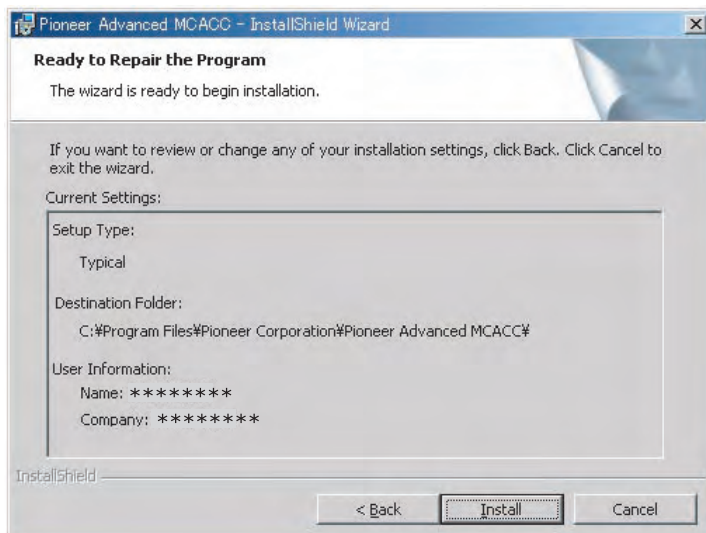 Pioneer Advanced MCACC - InstallShield Wizard
Ready to Repair the Program
The wizard is ready to begin installation.
If you want to review or change any of your installation settings, click Back. Click Cancel to
exit the wizard.
Current Settings:
Setup Type:
Typical
Destination Folder:
C:¥Program Files¥Pioneer Corporation¥Pioneer Advanced MCACC¥
User Information:
Name: ********
Company: ********
InstallShield
< Back
Install
Cancel